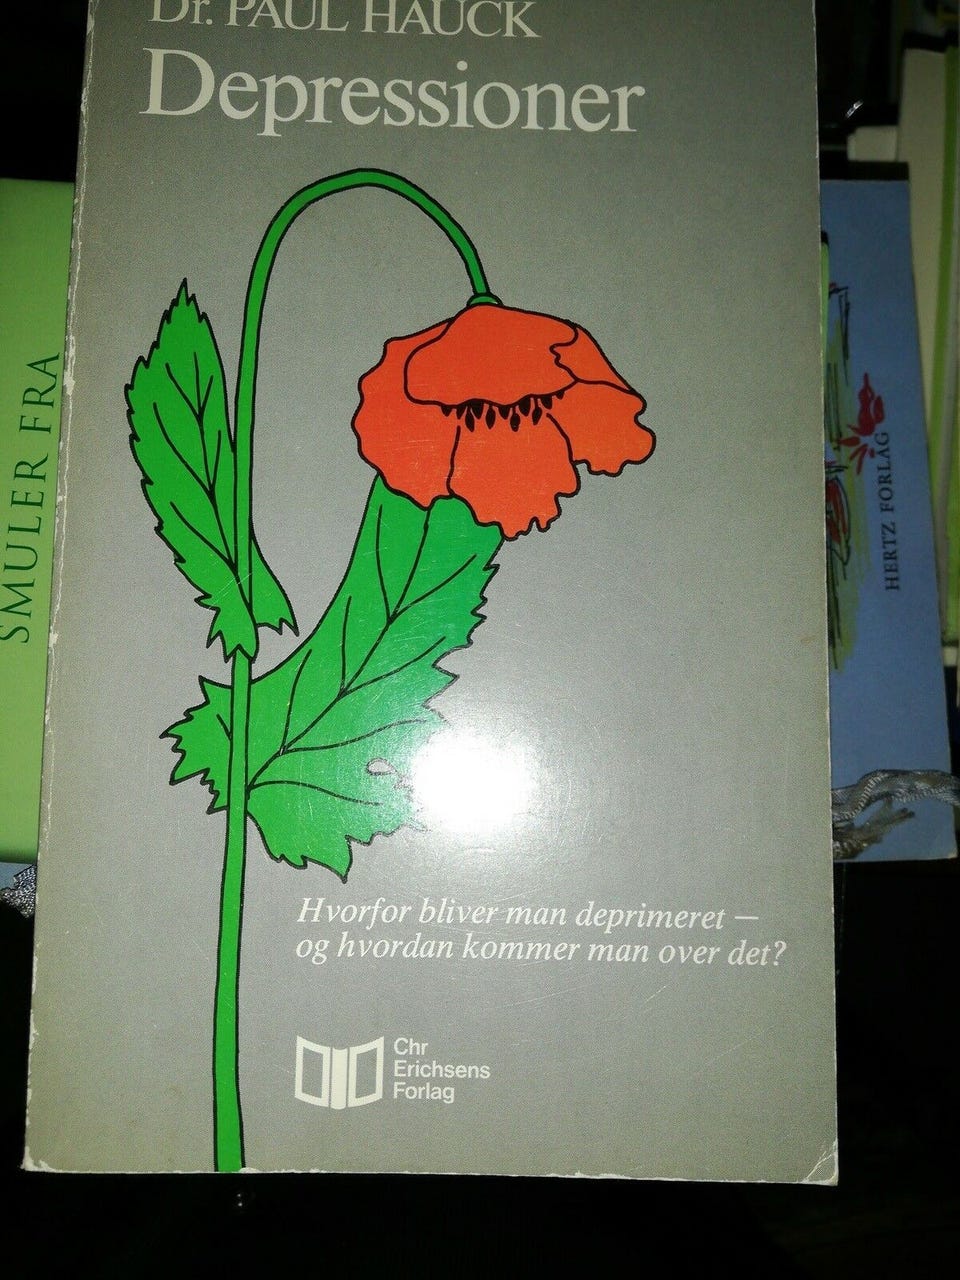 Dr. PAUL HAUCK
Depressioner
Hvorfor bliver man deprimeret –
og hvordan kommer man over det?
Chr
Erichsens
Forlag
SMULER FRA
HERTZ FORLAG